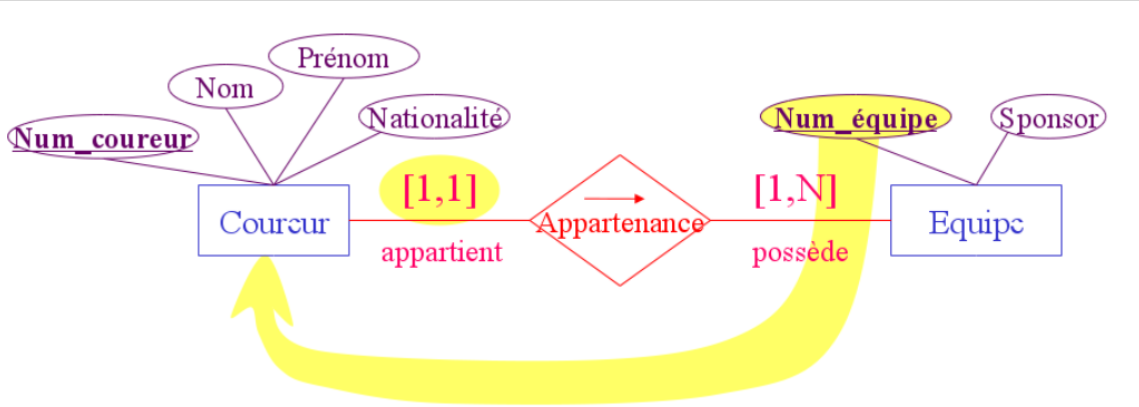 Prénom
Nom
Nationalité
Num_coureur
Num_équipe
Sponsor
[1,1]
[1,N]
Coureur
Appartenance
Equipe
appartient
possède